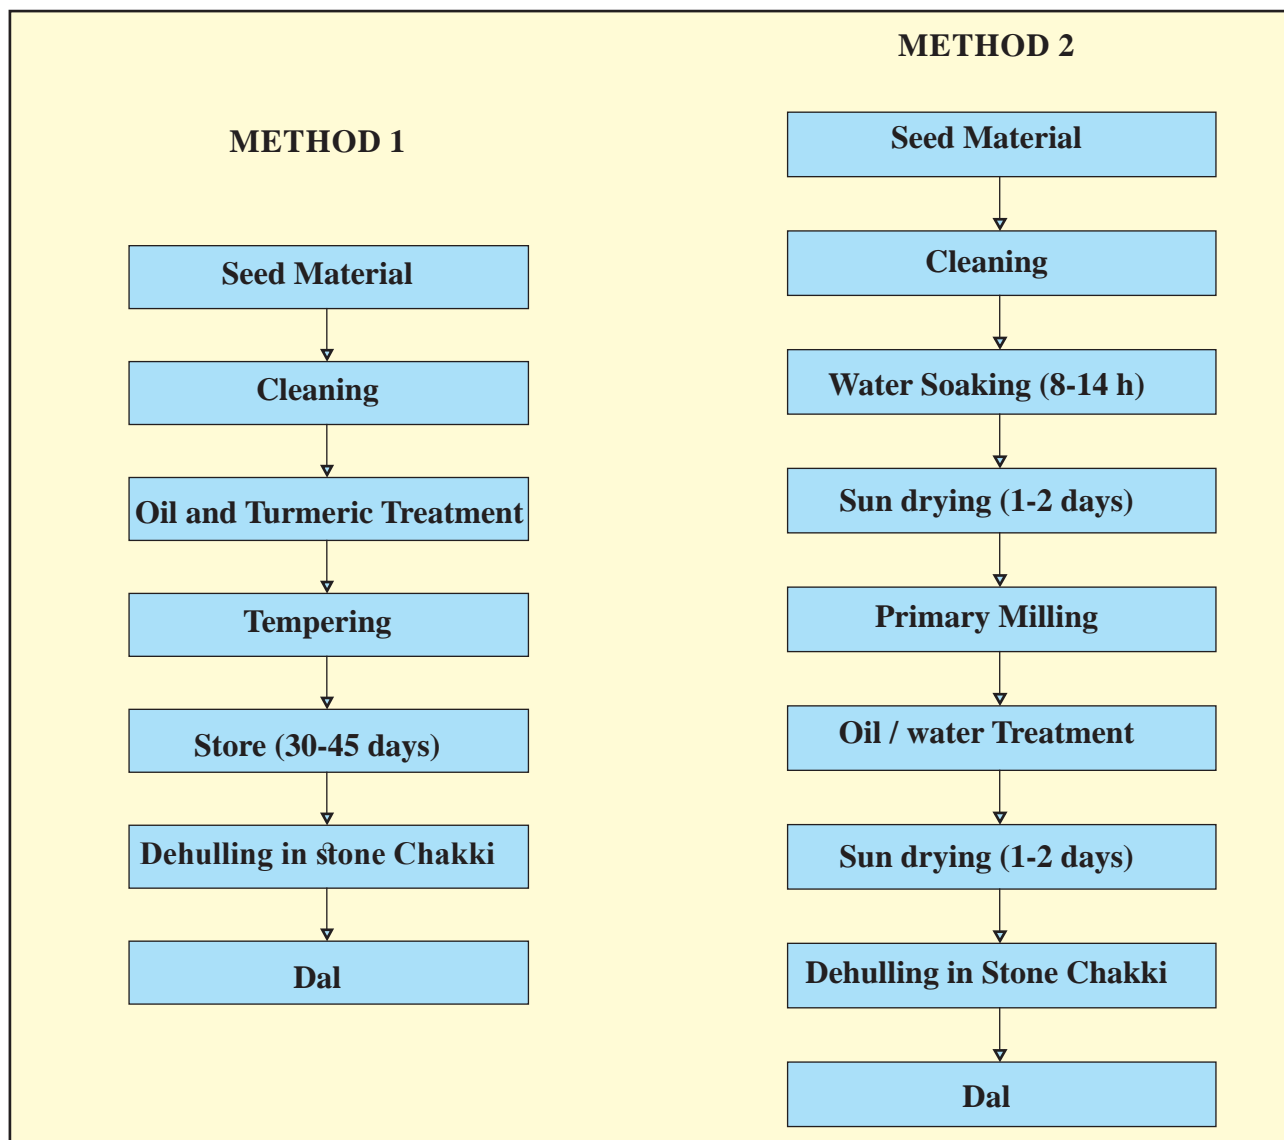 METHOD 1
Seed Material
Cleaning
Oil and Turmeric Treatment
Tempering
Store (30-45 days)
Dehulling in stone Chakki
Dal
METHOD 2
Seed Material
Cleaning
Water Soaking (8-14 h)
Sun drying (1-2 days)
Primary Milling
Oil / water Treatment
Sun drying (1-2 days)
Dehulling in Stone Chakki
Dal